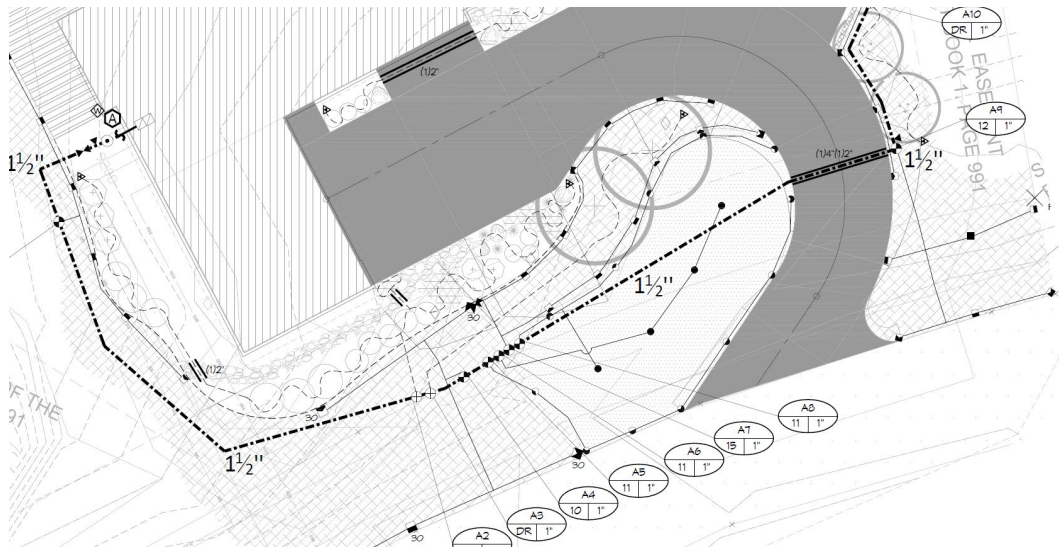 A10
DR 1"
EASEMENT
BOOK 1, PAGE 991
A9
12 1"
1½"
(1)2"
W
A
1½"
(1)4"(1)2"
1½"
30
(1)2"
30
OF THE
991
1½"
A8
11 1"
A7
15 1"
A6
11 1"
A5
11 1"
A4
10 1"
A3
DR 1"
A2
30
30